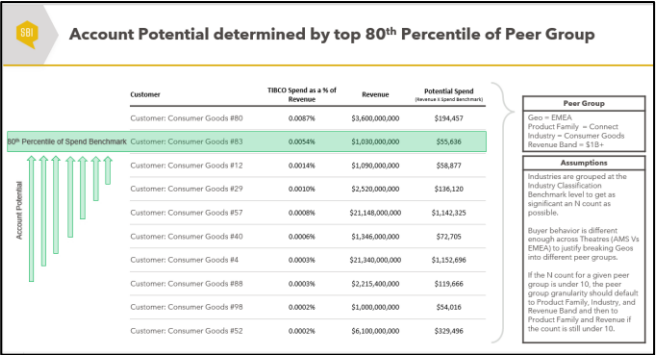 SBI
Account Potential determined by top 80th Percentile of Peer Group
Customer TIBCO Spend as a % of Revenue Revenue Potential Spend (Revenue X Spend Benchmark)
Customer: Consumer Goods #80 0.0087% $3,600,000,000 $194,457
80th Percentile of Spend Benchmark Customer: Consumer Goods #83 0.0054% $1,030,000,000 $55,636
Customer: Consumer Goods #12 0.0014% $1,090,000,000 $58,877
Customer: Consumer Goods #29 0.0010% $2,520,000,000 $136,120
Customer: Consumer Goods #57 0.0008% $21,148,000,000 $1,142,325
Customer: Consumer Goods #40 0.0006% $1,346,000,000 $72,705
Customer: Consumer Goods #4 0.0003% $21,340,000,000 $1,152,696
Customer: Consumer Goods #88 0.0003% $2,215,400,000 $119,666
Customer: Consumer Goods #98 0.0002% $1,000,000,000 $54,016
Customer: Consumer Goods #52 0.0002% $6,100,000,000 $329,496
Account Potential
Peer Group
Geo = EMEA
Product Family = Connect
Industry = Consumer Goods
Revenue Band = $1B+
Assumptions
Industries are grouped at the
Industry Classification
Benchmark level to get as
significant an N count as
possible.
Buyer behavior is different
enough across Theatres (AMS Vs
EMEA) to justify breaking Geos
into different peer groups.
If the N count for a given peer
group is under 10, the peer
group granularity should default
to Product Family, Industry, and
Revenue Band and then to
Product Family and Revenue if
the count is still under 10.